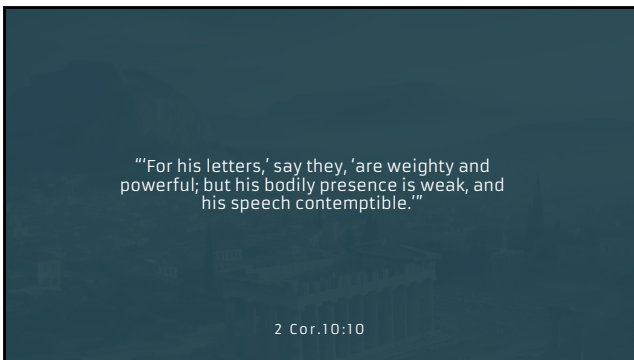 “‘For his letters,’ say they, ‘are weighty and
powerful; but his bodily presence is weak, and
his speech contemptible.’”
2 Cor.10:10